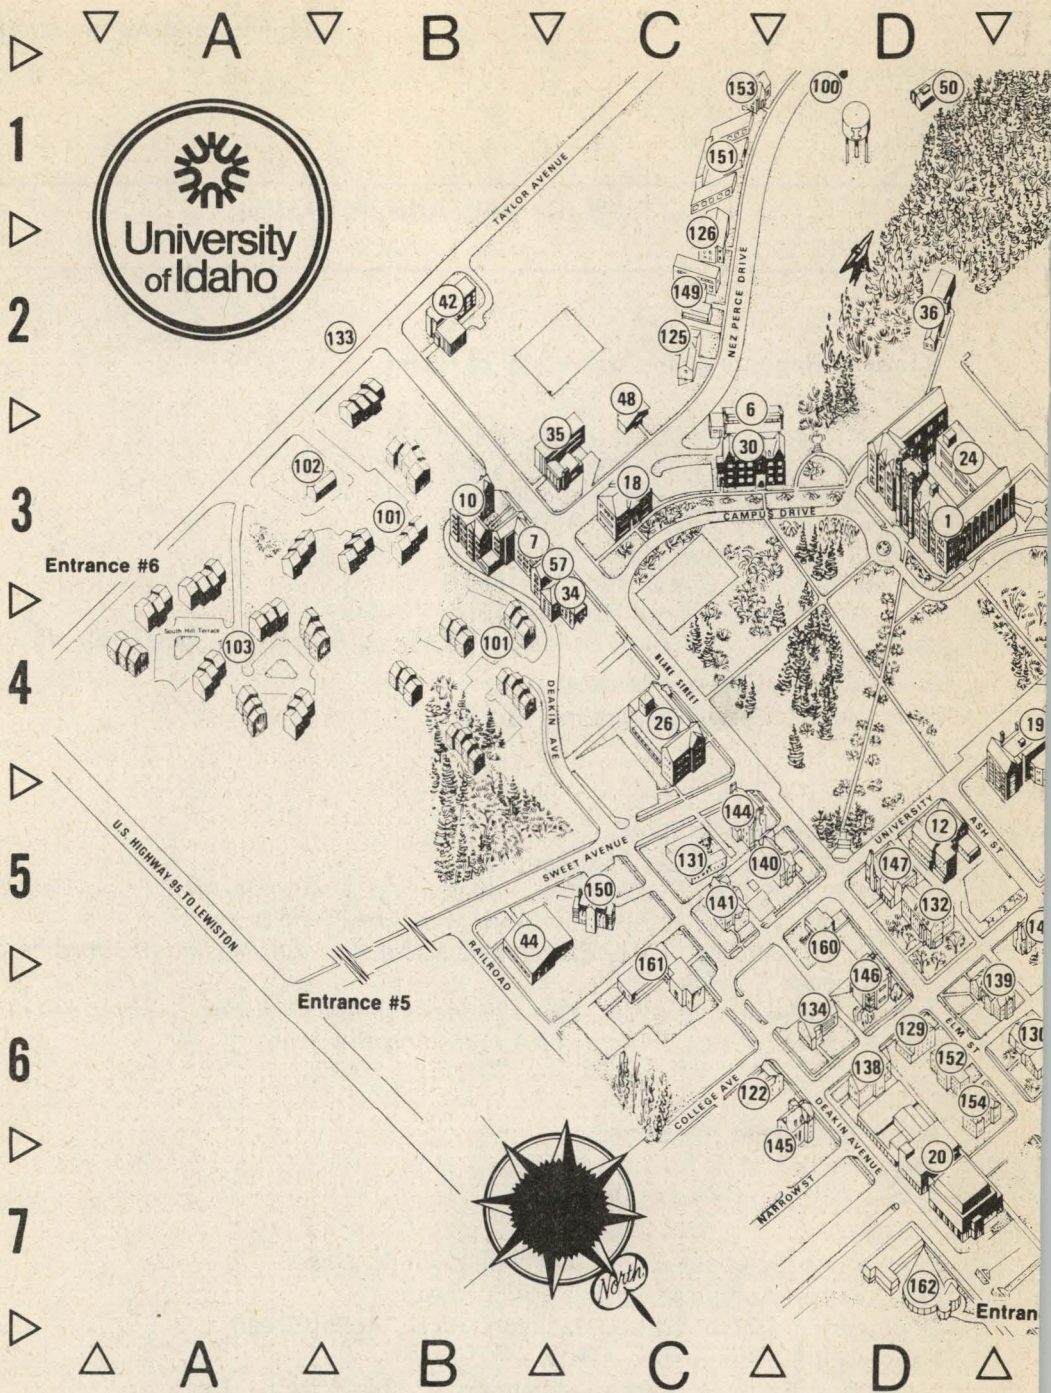 A B C D
1
153
100
50
151
University
of Idaho
TAYLOR AVENUE
126
NEZ PERCE DRIVE
2
42
149
36
133
125
48
6
35
30
24
102
3
10
18
1
101
CAMPUS DRIVE
7
Entrance #6
57
34
South Hill Terrace
103
101
4
BLAKE STREET
DEAKIN AVE
26
19
144
UNIVERSITY
12
ASH ST
U.S. HIGHWAY 95 TO LEWISTON
SWEET AVENUE
131
140
147
5
150
141
132
44
160
14
RAILROAD
161
146
139
Entrance #5
134
129
ELM ST
130
6
138
152
COLLEGE AVE
122
154
DEAKIN AVENUE
145
20
NARROW ST
7
North
162
Entran
A B C D